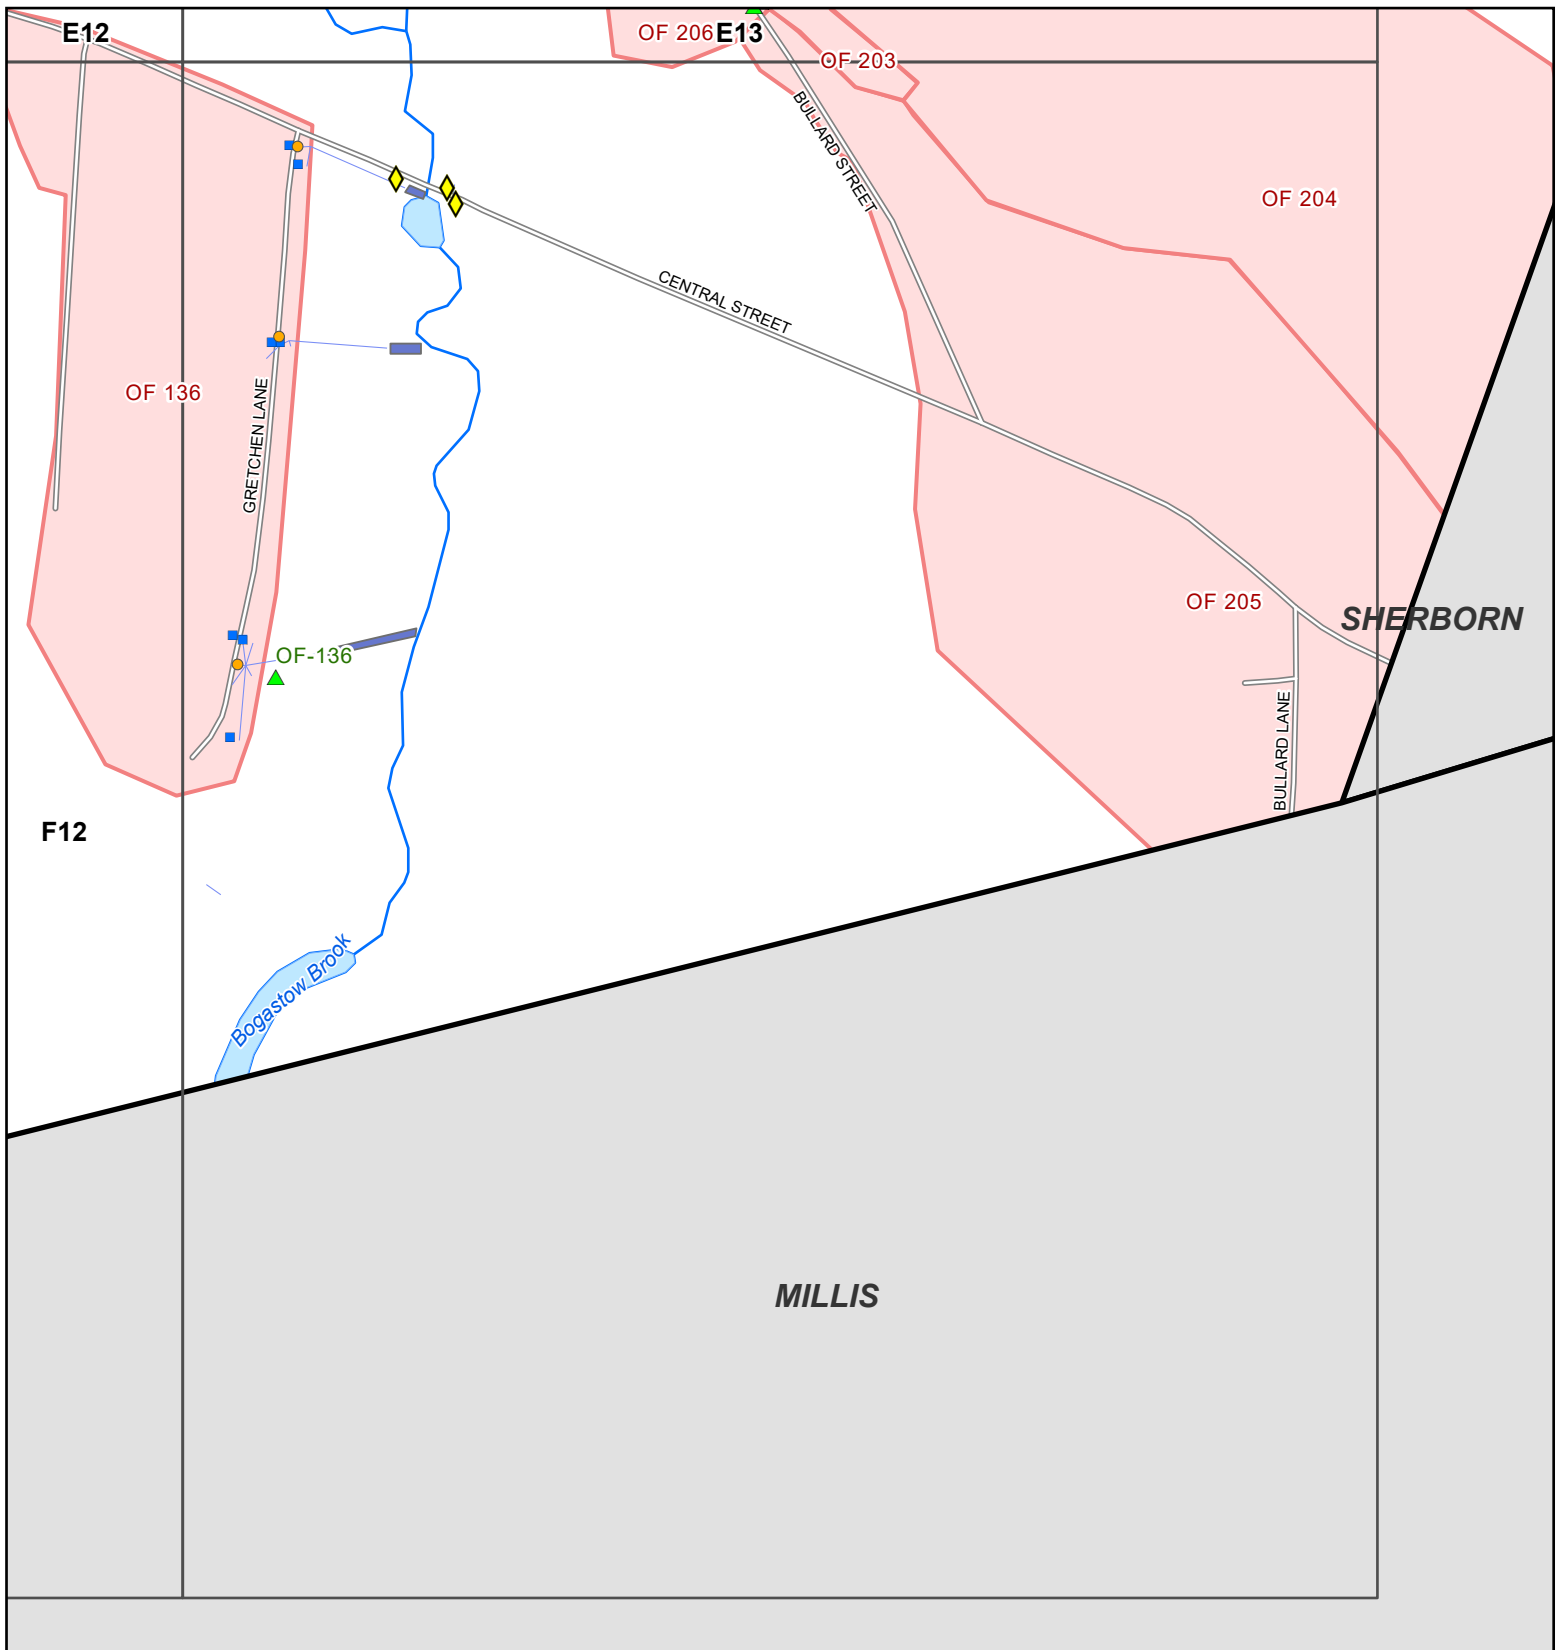 E12
OF 206
E13
OF 203
BULLARD STREET
OF 204
CENTRAL STREET
OF 136
GRETCHEN LANE
OF 205
SHERBORN
OF-136
BULLARD LANE
F12
Bogastow Brook
MILLIS